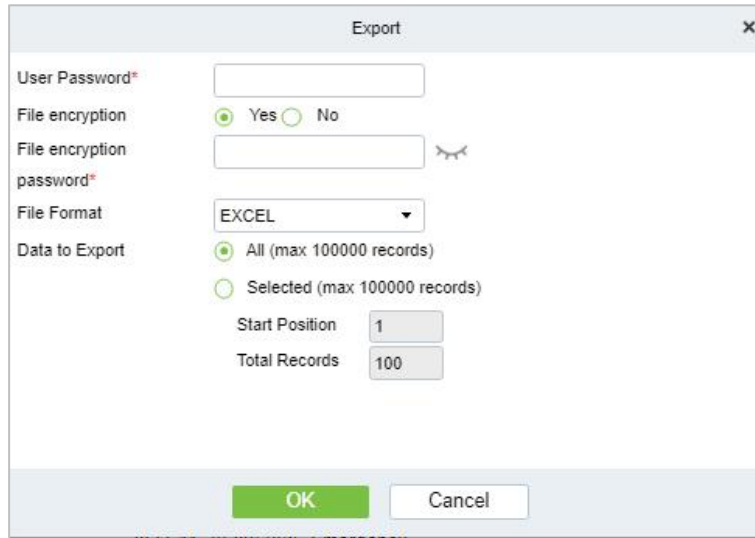 Export
User Password*
File encryption Yes No
File encryption
password*
File Format EXCEL
Data to Export All (max 100000 records)
Selected (max 100000 records)
Start Position 1
Total Records 100
OK Cancel